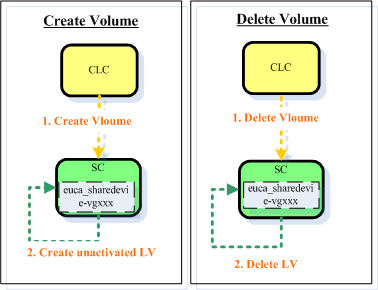 Create Volume
CLC
1. Create Vloume
SC
euca_sharedevi
e-vgxxx
2. Create unactivated LV
Delete Volume
CLC
1. Delete Vloume
SC
euca_sharedevi
e-vgxxx
2. Delete LV